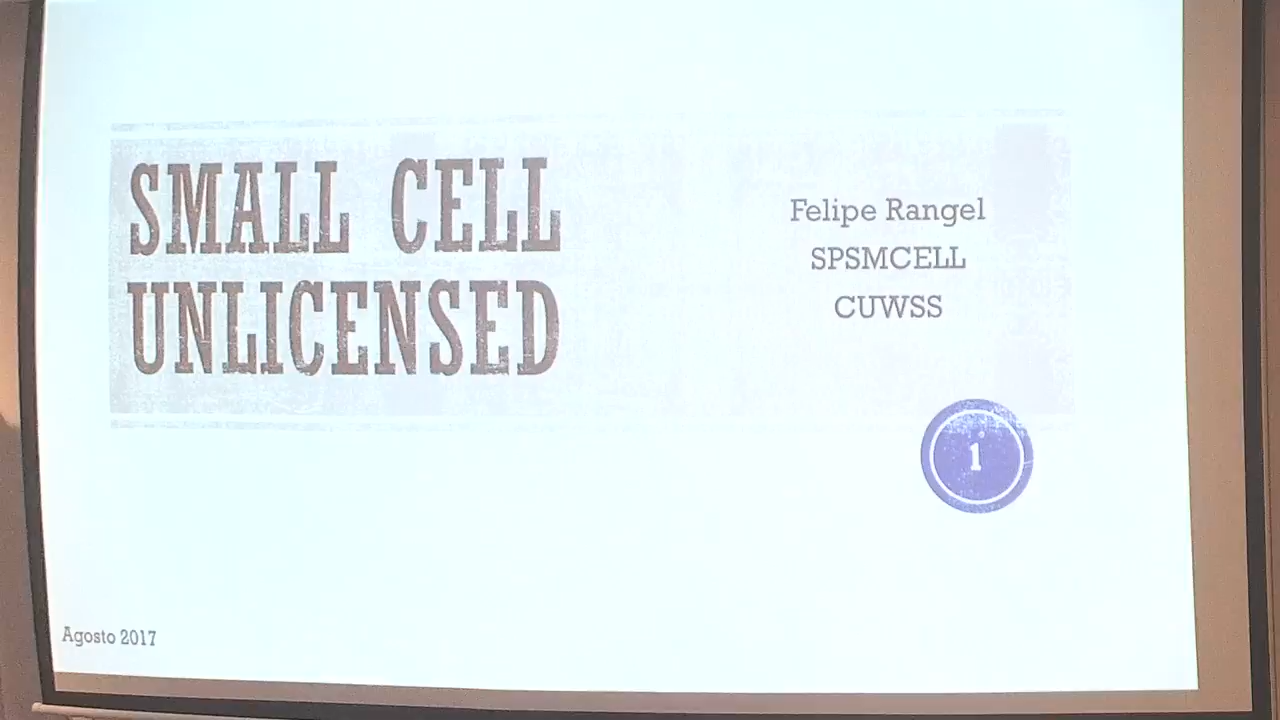 SMALL CELL
UNLICENSED
Felipe Rangel
SPSMCELL
CUWSS
1
Agosto 2017